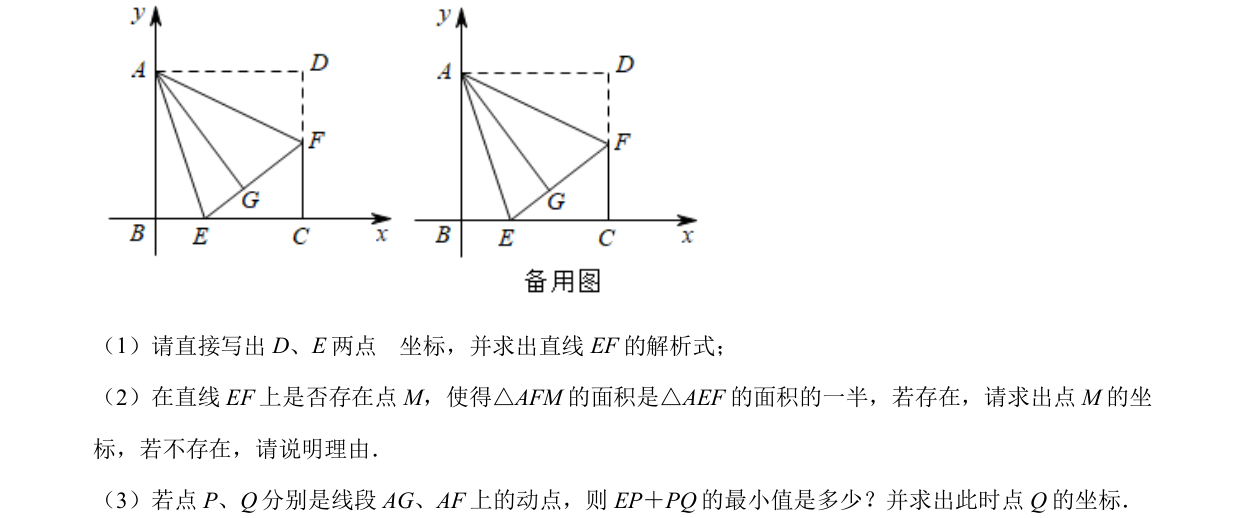 y y
A D A D
F F
G G
B E C x B E C x
备用图
（1）请直接写出 D、E 两点 坐标，并求出直线 EF 的解析式；
（2）在直线 EF 上是否存在点 M，使得△AFM 的面积是△AEF 的面积的一半，若存在，请求出点 M 的坐
标，若不存在，请说明理由．
（3）若点 P、Q 分别是线段 AG、AF 上的动点，则 EP＋PQ 的最小值是多少？并求出此时点 Q 的坐标．